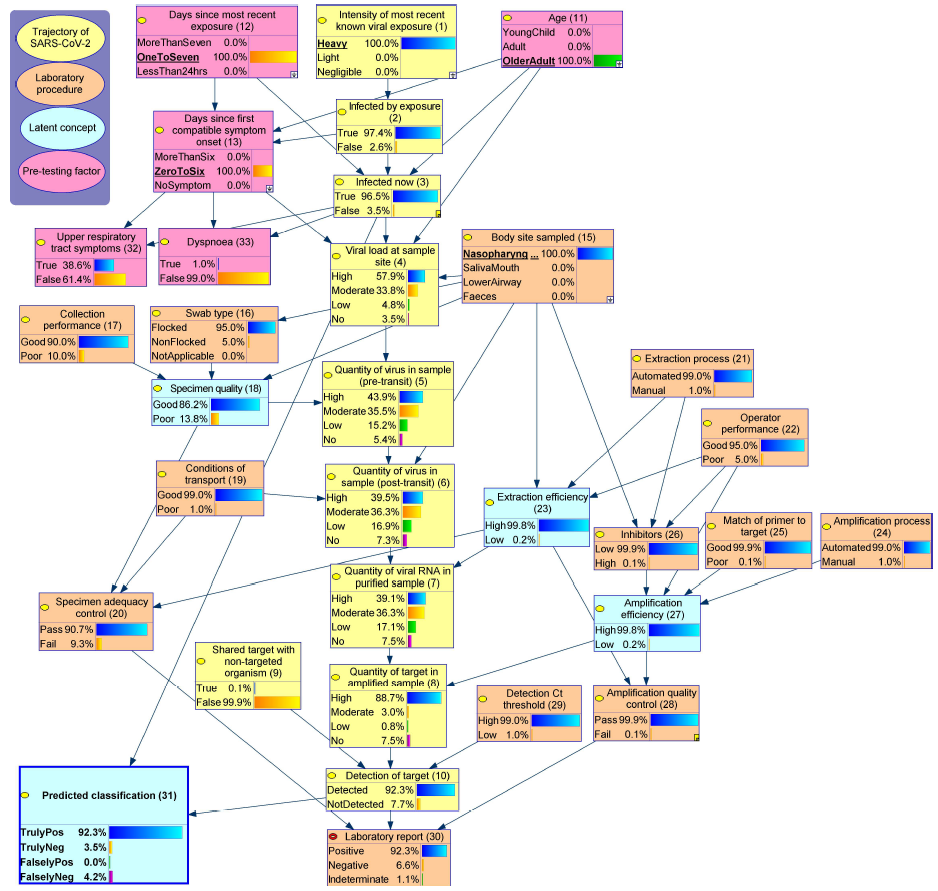 Trajectory of
SARS-CoV-2
Laboratory
procedure
Latent concept
Pre-testing factor
Days since most recent
exposure (12)
MoreThanSeven 0.0%
OneToSeven 100.0%
LessThan24hrs 0.0%
Intensity of most recent
known viral exposure (1)
Heavy 100.0%
Light 0.0%
Negligible 0.0%
Age (11)
YoungChild 0.0%
Adult 0.0%
OlderAdult 100.0%
Infected by exposure
(2)
True 97.4%
False 2.6%
Days since first
compatible symptom
onset (13)
MoreThanSix 0.0%
ZeroToSix 100.0%
NoSymptom 0.0%
Infected now (3)
True 96.5%
False 3.5%
Upper respiratory
tract symptoms (32)
True 38.6%
False 61.4%
Dyspnoea (33)
True 1.0%
False 99.0%
Viral load at sample
site (4)
High 57.9%
Moderate 33.8%
Low 4.8%
No 3.5%
Body site sampled (15)
Nasopharynq ... 100.0%
SalivaMouth 0.0%
LowerAirway 0.0%
Faeces 0.0%
Collection
performance (17)
Good 90.0%
Poor 10.0%
Swab type (16)
Flocked 95.0%
NonFlocked 5.0%
NotApplicable 0.0%
Specimen quality (18)
Good 86.2%
Poor 13.8%
Quantity of virus in sample
(pre-transit) (5)
High 43.9%
Moderate 35.5%
Low 15.2%
No 5.4%
Extraction process (21)
Automated 99.0%
Manual 1.0%
Operator
performance (22)
Good 95.0%
Poor 5.0%
Conditions of
transport (19)
Good 99.0%
Poor 1.0%
Quantity of virus in
sample (post-transit) (6)
High 39.5%
Moderate 36.3%
Low 16.9%
No 7.3%
Extraction efficiency
(23)
High 99.8%
Low 0.2%
Inhibitors (26)
Low 99.9%
High 0.1%
Match of primer to
target (25)
Good 99.9%
Poor 0.1%
Amplification process
(24)
Automated 99.0%
Manual 1.0%
Quantity of viral RNA in
purified sample (7)
High 39.1%
Moderate 36.3%
Low 17.1%
No 7.5%
Specimen adequacy
control (20)
Pass 90.7%
Fail 9.3%
Amplification
efficiency (27)
High 99.8%
Low 0.2%
Shared target with
non-targeted
organism (9)
True 0.1%
False 99.9%
Quantity of target in
amplified sample (8)
High 88.7%
Moderate 3.0%
Low 0.8%
No 7.5%
Detection Ct
threshold (29)
High 99.0%
Low 1.0%
Amplification quality
control (28)
Pass 99.9%
Fail 0.1%
Predicted classification (31)
TrulyPos 92.3%
TrulyNeg 3.5%
FalselyPos 0.0%
FalselyNeg 4.2%
Detection of target (10)
Detected 92.3%
NotDetected 7.7%
Laboratory report (30)
Positive 92.3%
Negative 6.6%
Indeterminate 1.1%